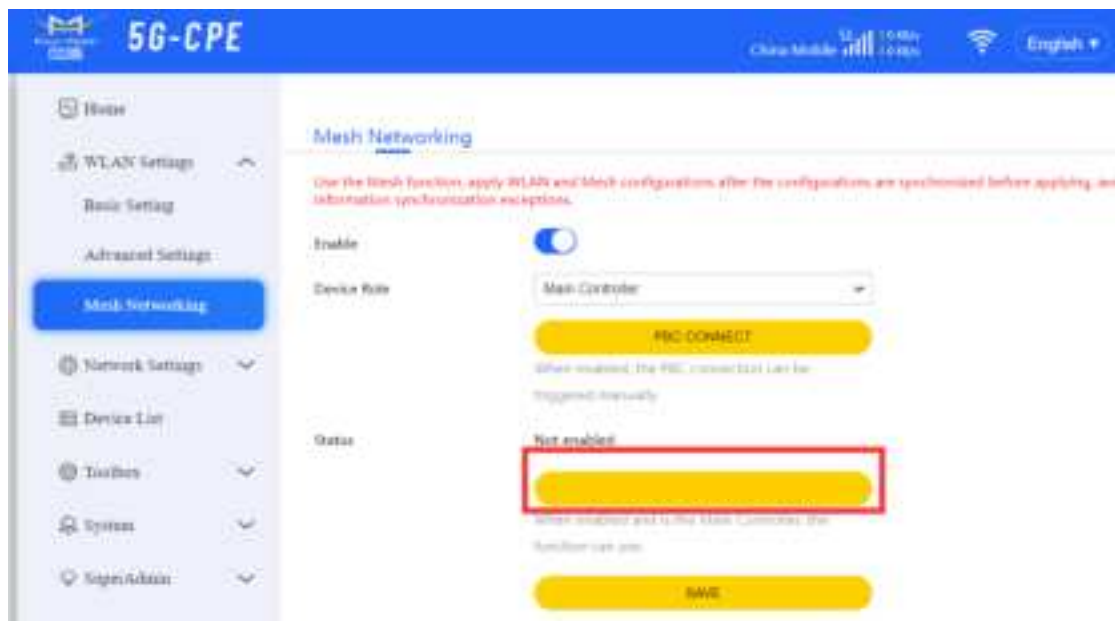 5G-CPE
China Mobile
English
Home
WLAN Settings
Basic Setting
Advanced Settings
Mesh Networking
Network Settings
Device List
Toolbox
System
SuperAdmin
Mesh Networking
Use the Mesh function, apply WLAN and Mesh configurations after the configurations are synchronized before applying,
information synchronization exceptions.
Enable
Device Role
Main Controller
PBC CONNECT
When enabled, the PBC connection can be
triggered manually
Status
Not enabled
When enabled and is the Main Controller, the
function can use
SAVE